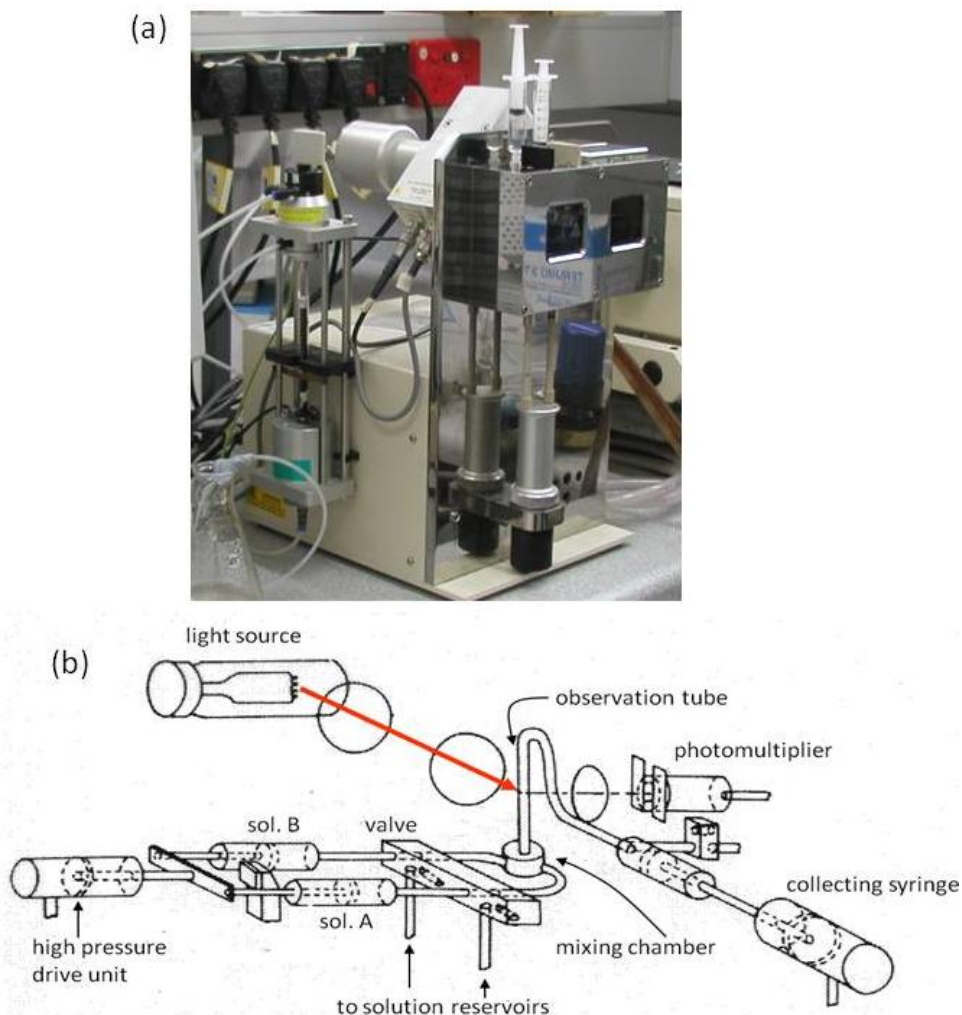 (a)
(b)
light source
observation tube
photomultiplier
sol. B
valve
sol. A
collecting syringe
high pressure
drive unit
mixing chamber
to solution reservoirs